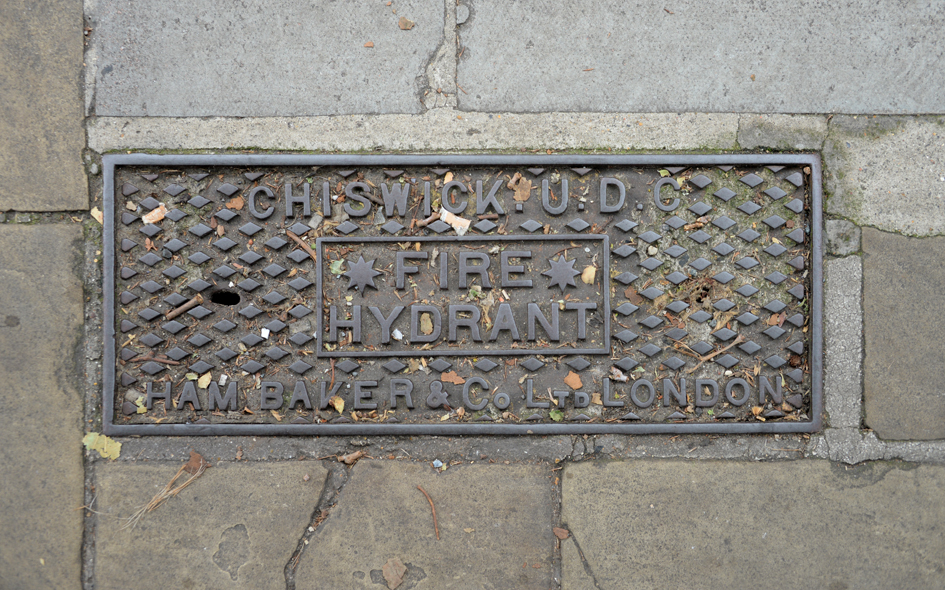 CHISWICK.U.D.C
FIRE
HYDRANT
HAM BAKER & Co LTD LONDON